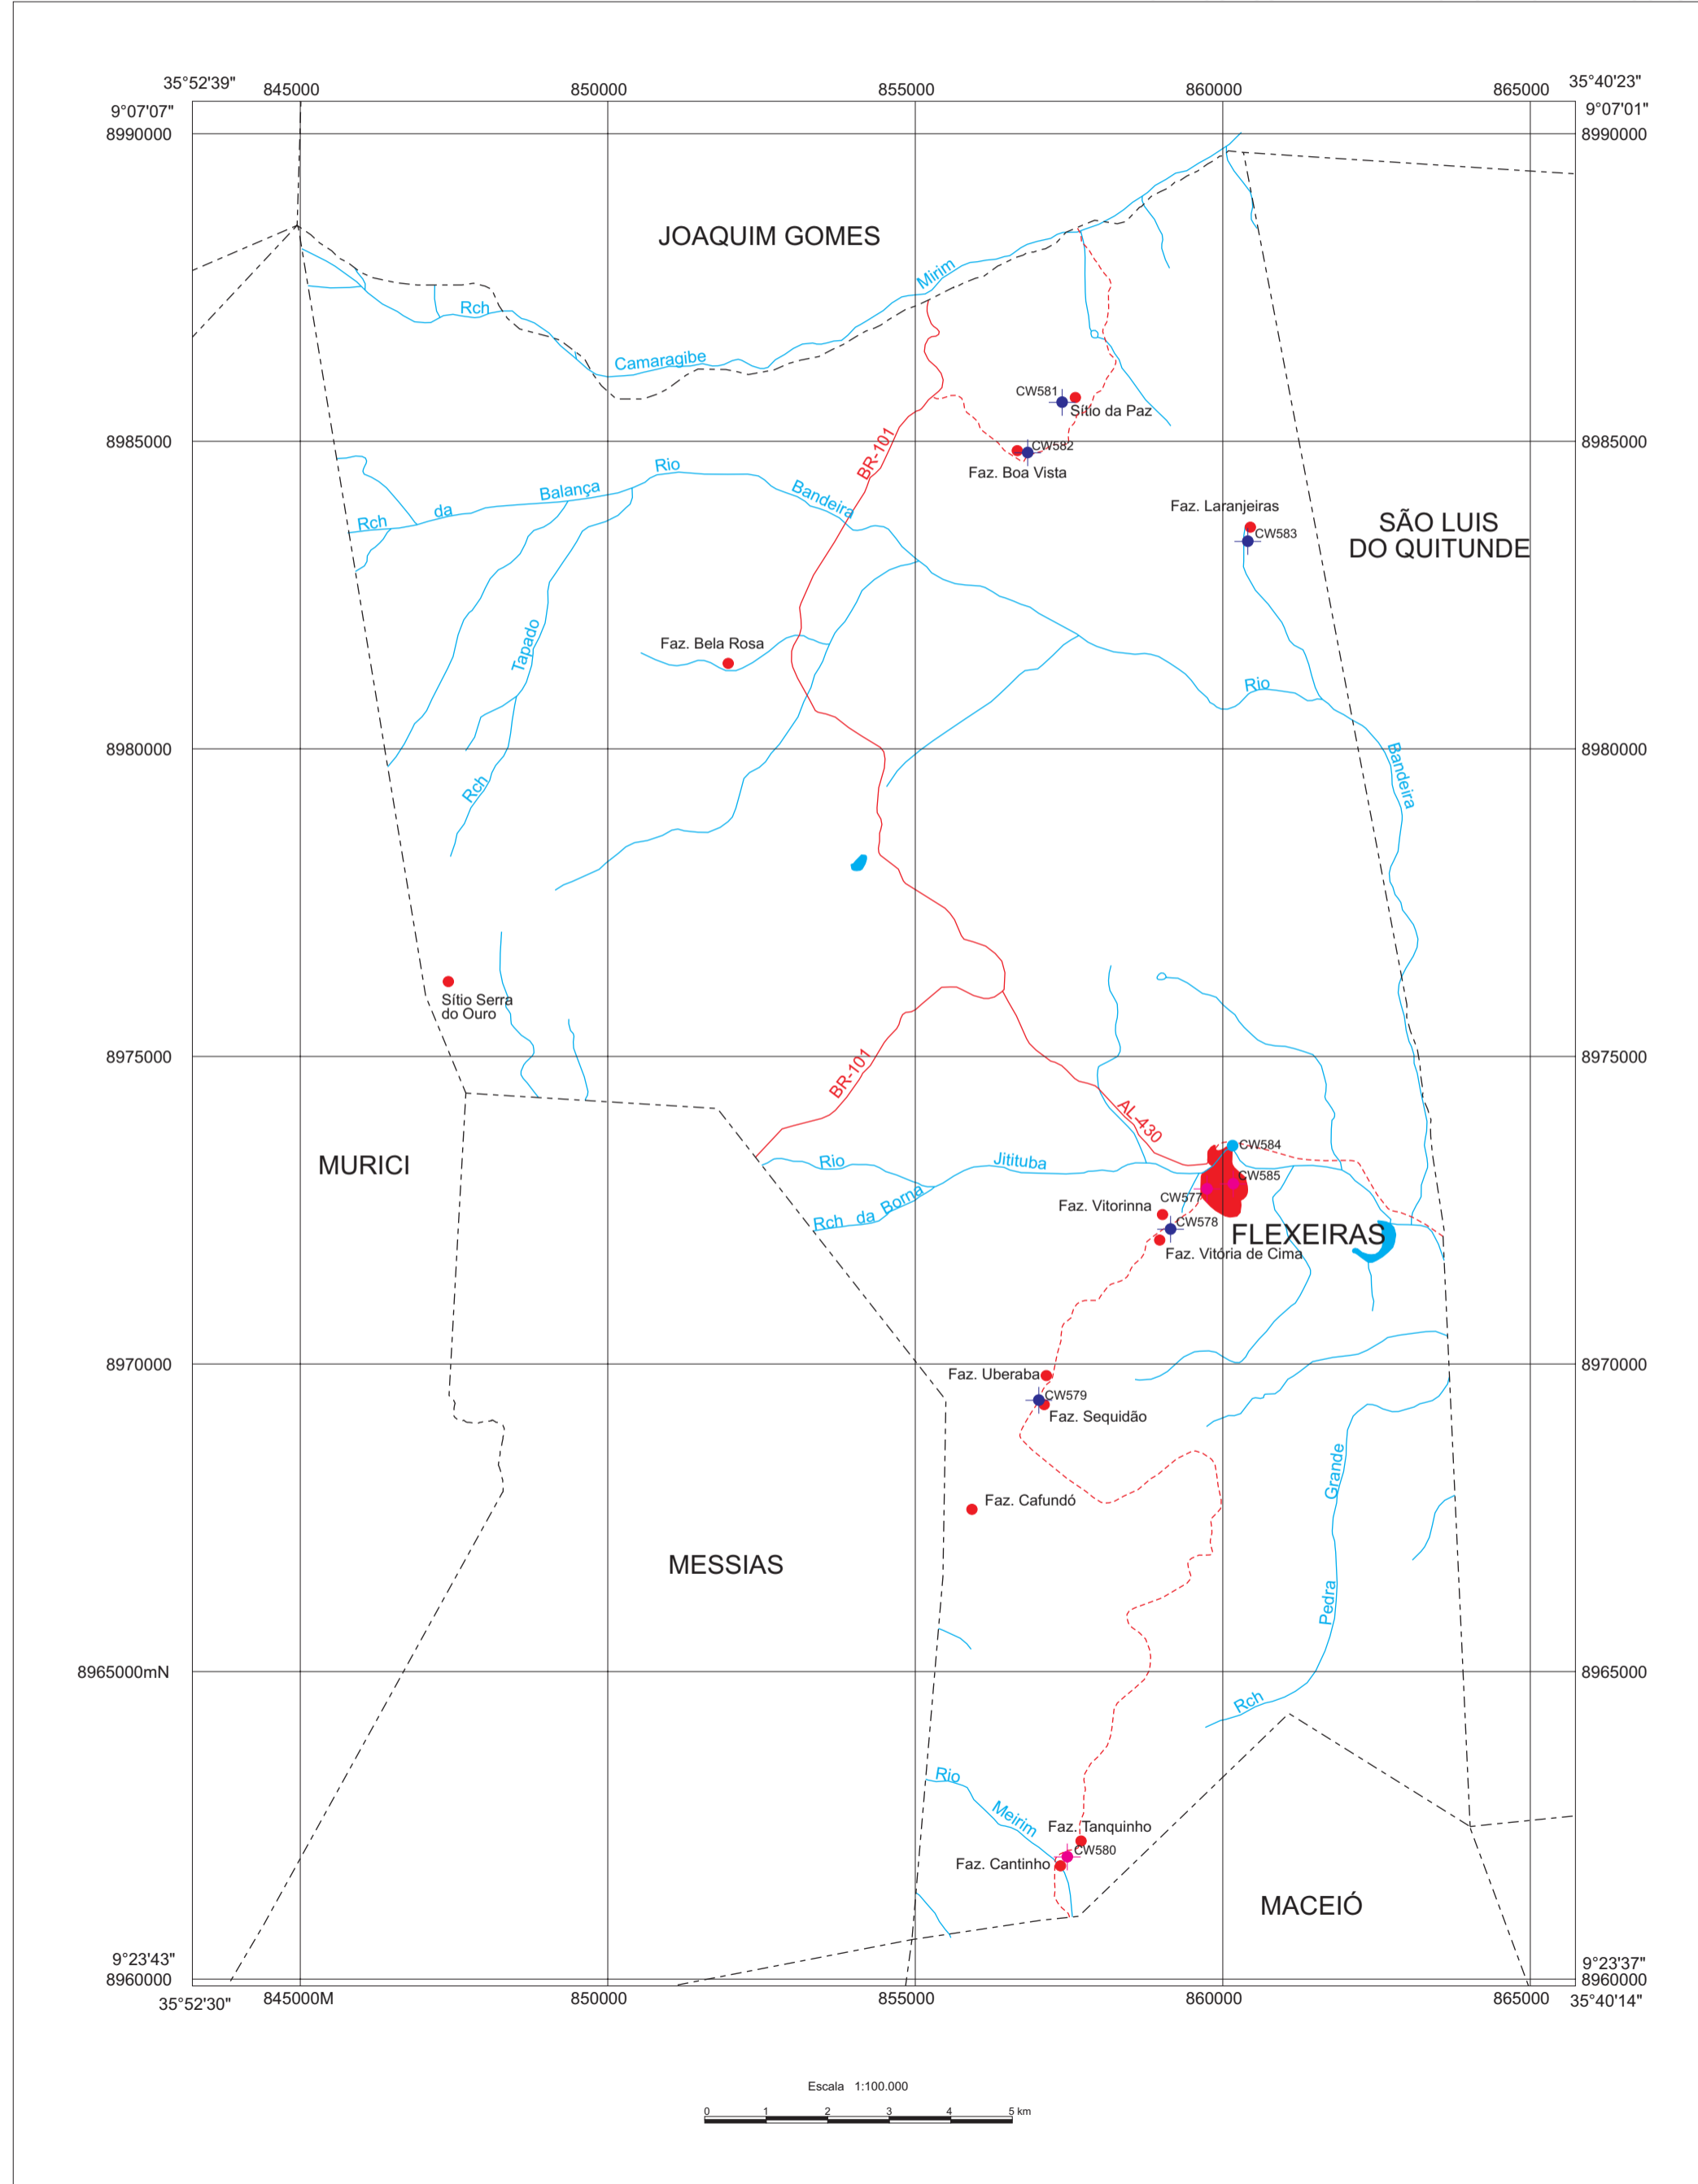 35°52'39"
845000
850000
855000
860000
865000
35°40'23"
9°07'07"
9°07'01"
8990000
8990000
JOAQUIM GOMES
Mirim
Rch
Camaragibe
CW581
Sítio da Paz
8985000
8985000
BR-101
CW582
Faz. Boa Vista
Rio
Balança
Bandeira
da
Rch
Faz. Laranjeiras
CW583
SÃO LUIS
DO QUITUNDE
Tapado
Faz. Bela Rosa
Rio
8980000
8980000
Bandeira
Rch
Sítio Serra
do Ouro
8975000
8975000
BR-101
AL-430
MURICI
Rio
Jitituba
CW584
CW585
CW577
Rch da Borna
Faz. Vitorinna
CW578
FLEXEIRAS
Faz. Vitória de Cima
8970000
8970000
Faz. Uberaba
CW579
Faz. Sequidão
Grande
Faz. Cafundó
MESSIAS
Pedra
8965000mN
8965000
Rch
Rio
Meirim
Faz. Tanquinho
CW580
Faz. Cantinho
MACEIÓ
9°23'43"
9°23'37"
8960000
8960000
35°52'30"
845000M
850000
855000
860000
865000
35°40'14"
Escala 1:100.000
0 1 2 3 4 5 km